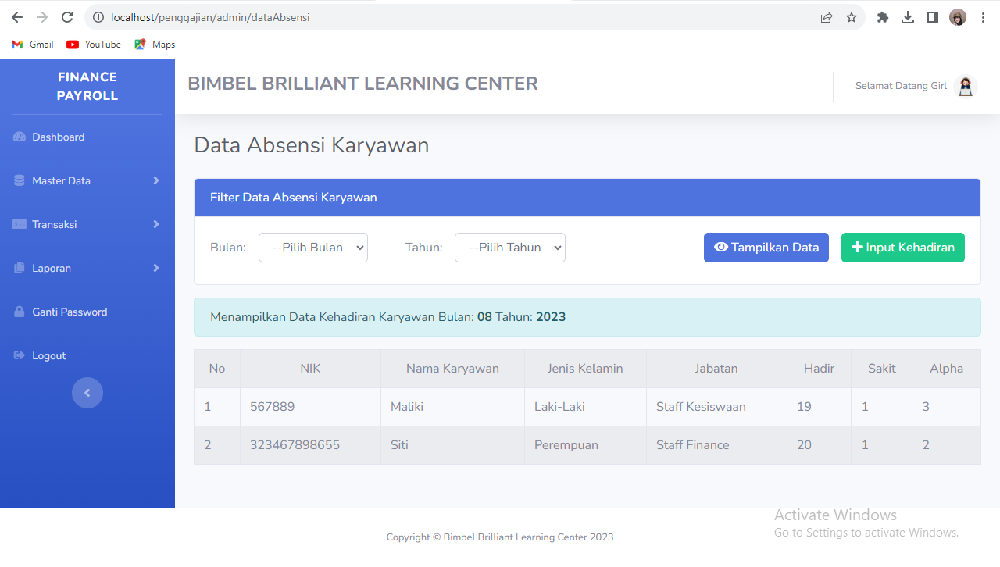 localhost/penggajian/admin/dataAbsensi
Gmail YouTube Maps
FINANCE
PAYROLL
BIMBEL BRILLIANT LEARNING CENTER
Selamat Datang Girl
Dashboard
Master Data
Transaksi
Laporan
Ganti Password
Logout
Data Absensi Karyawan
Filter Data Absensi Karyawan
Bulan: --Pilih Bulan Tahun: --Pilih Tahun Tampilkan Data Input Kehadiran
Menampilkan Data Kehadiran Karyawan Bulan: 08 Tahun: 2023
No NIK Nama Karyawan Jenis Kelamin Jabatan Hadir Sakit Alpha
1 567889 Maliki Laki-Laki Staff Kesiswaan 19 1 3
2 323467898655 Siti Perempuan Staff Finance 20 1 2
Activate Windows
Go to Settings to activate Windows.
Copyright © Bimbel Brilliant Learning Center 2023